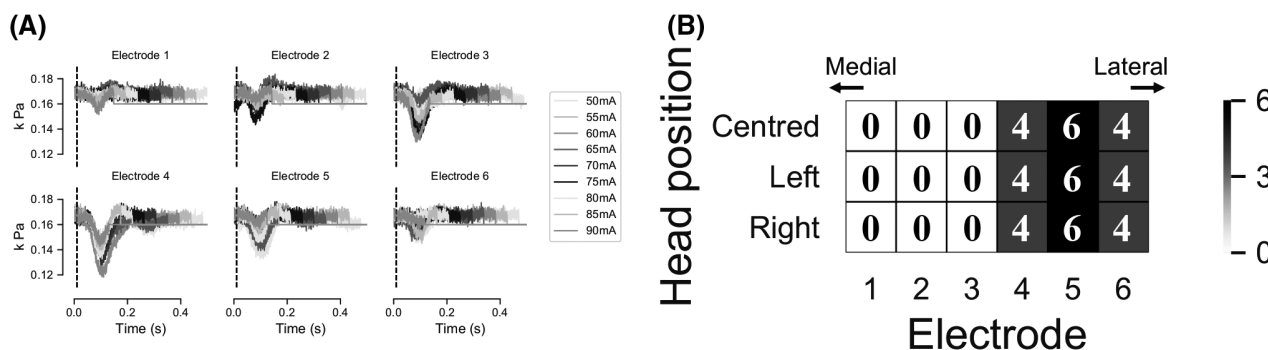 (A)
Electrode 1
Electrode 2
Electrode 3
k Pa
0.18
0.16
0.14
0.12
Electrode 4
Electrode 5
Electrode 6
k Pa
0.18
0.16
0.14
0.12
0.0 0.2 0.4
0.0 0.2 0.4
0.0 0.2 0.4
Time (s)
Time (s)
Time (s)
50mA
55mA
60mA
65mA
70mA
75mA
80mA
85mA
90mA
(B)
Medial
Lateral
Head position
Centred 0 0 0 4 6 4
Left 0 0 0 4 6 4
Right 0 0 0 4 6 4
1 2 3 4 5 6
Electrode
6
3
0